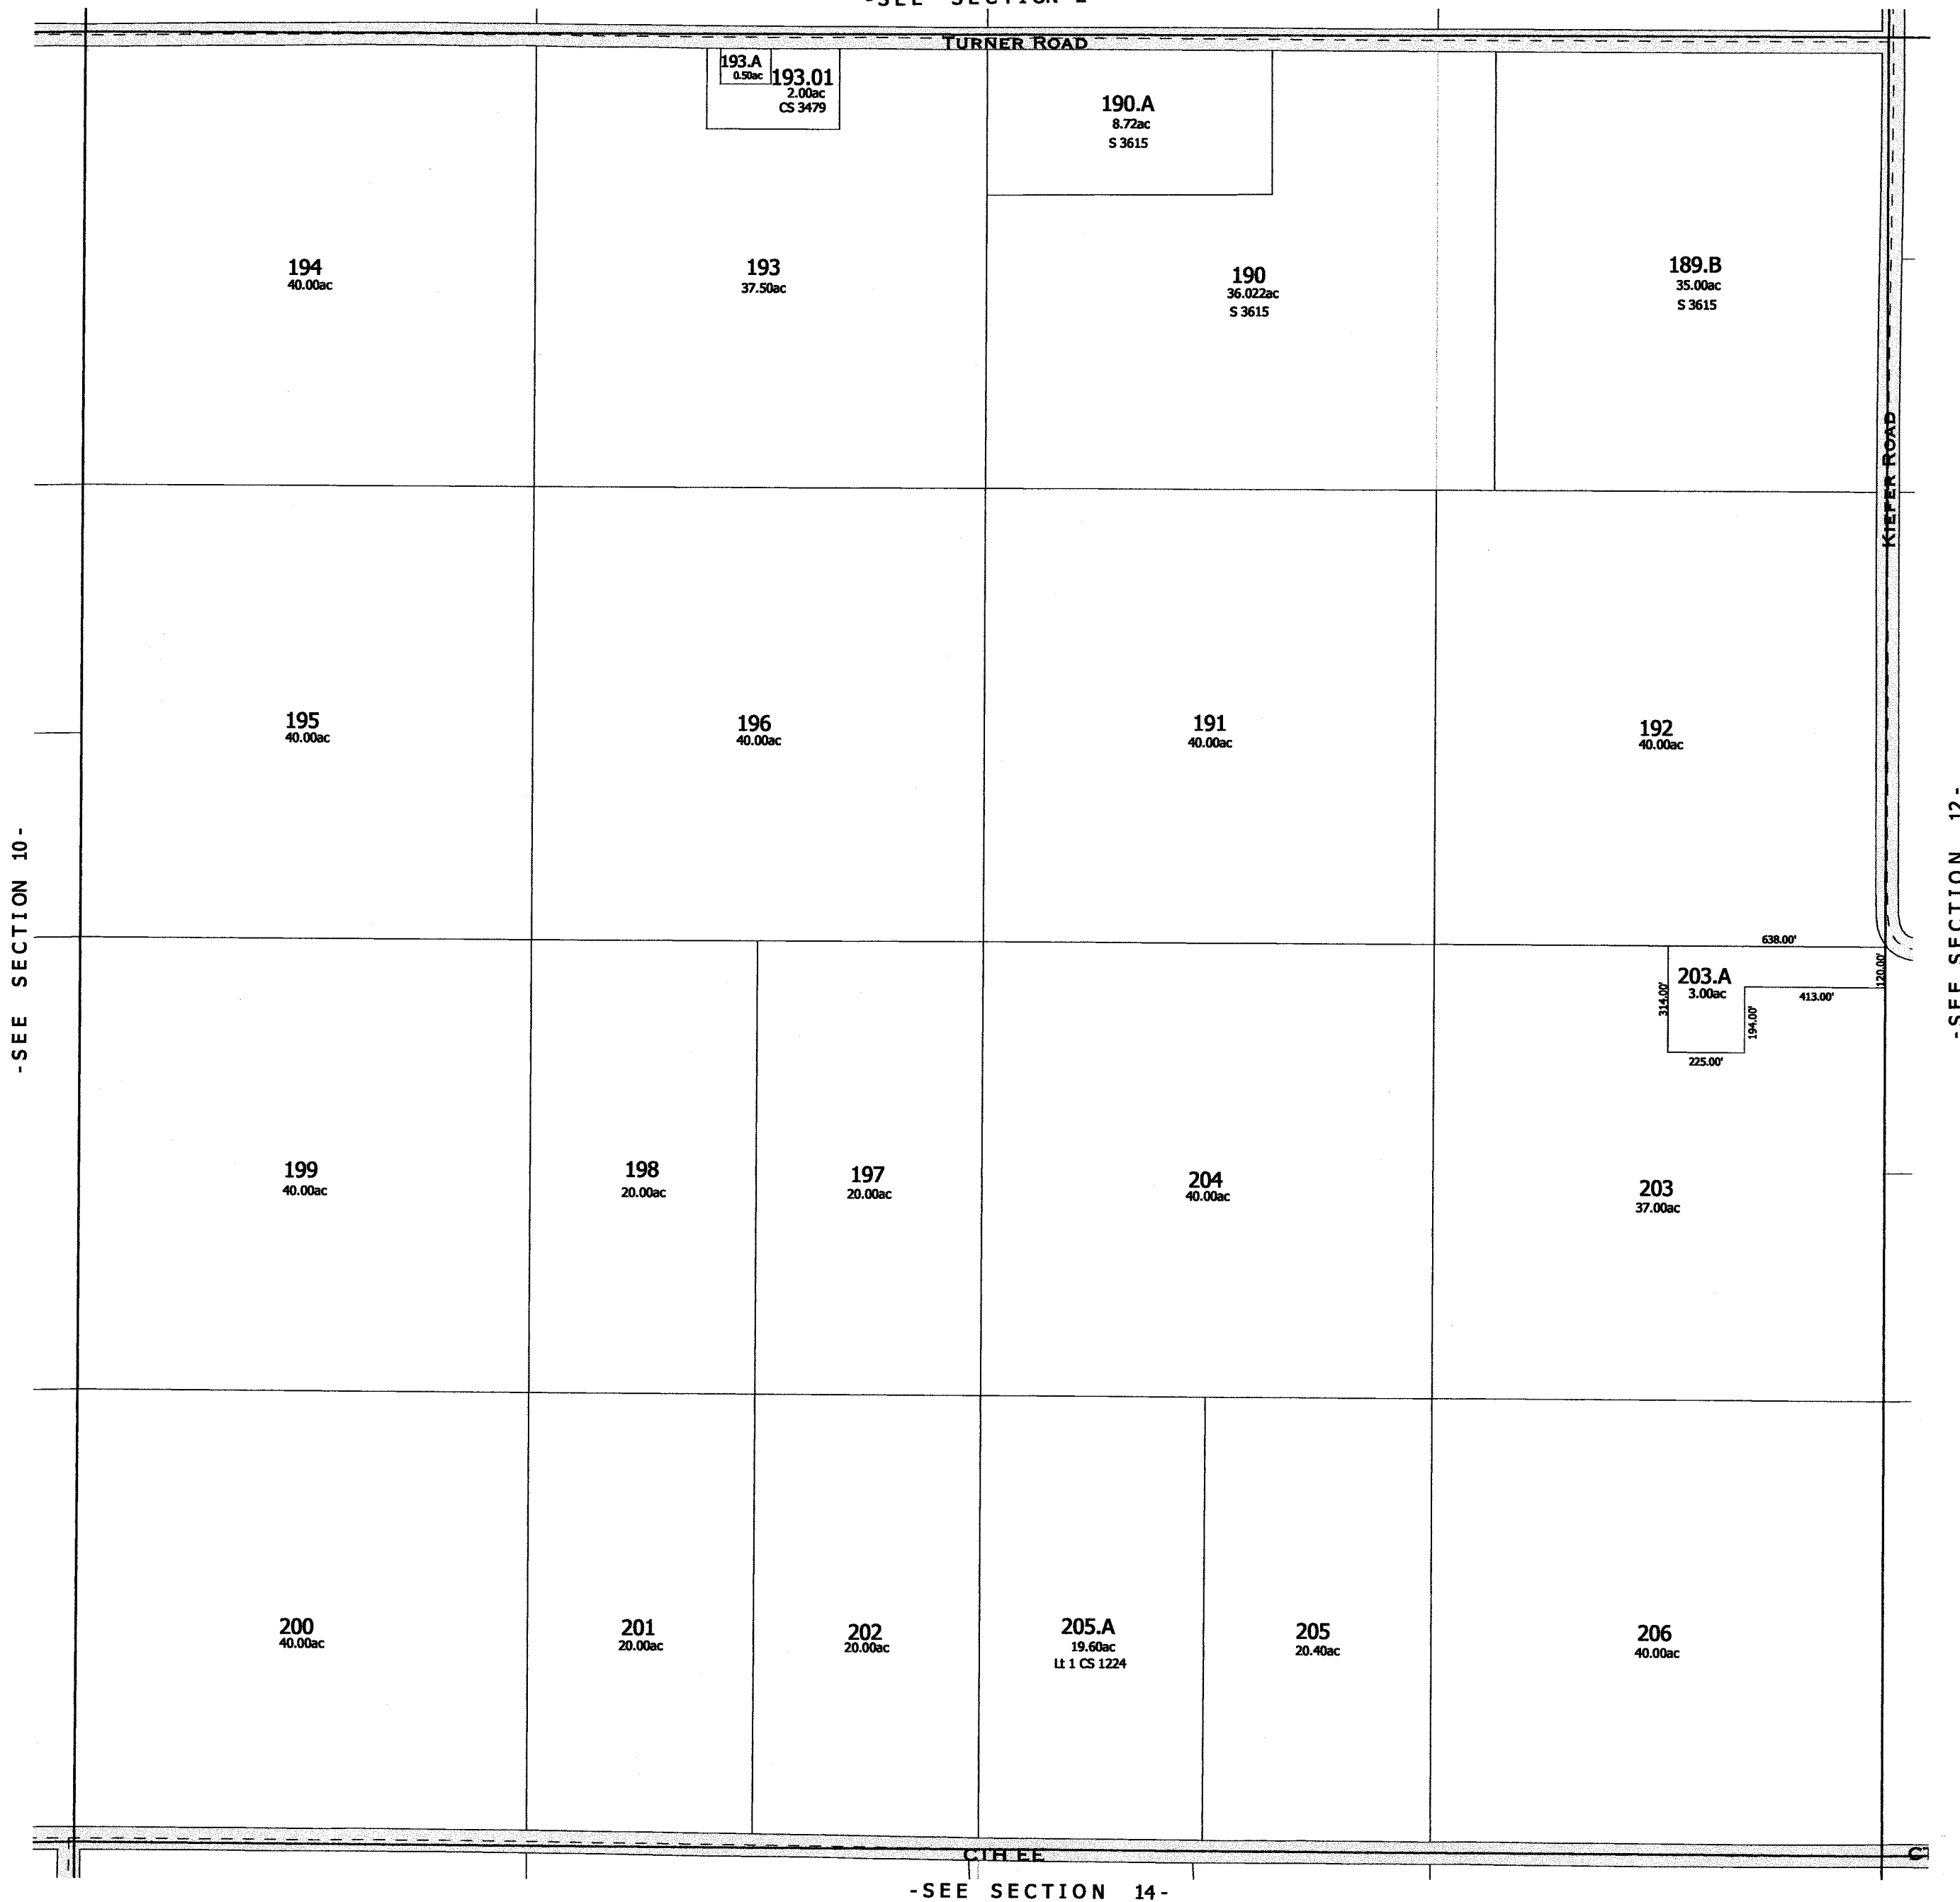 TURNER ROAD
193.A
0.50ac
193.01
2.00ac
CS 3479
190.A
8.72ac
S 3615
194
40.00ac
193
37.50ac
190
36.022ac
S 3615
189.B
35.00ac
S 3615
KIEFER ROAD
195
40.00ac
196
40.00ac
191
40.00ac
192
40.00ac
-SEE SECTION 10-
-SEE SECTION 12-
638.00'
120.00'
203.A
3.00ac
314.00'
413.00'
194.00'
225.00'
199
40.00ac
198
20.00ac
197
20.00ac
204
40.00ac
203
37.00ac
200
40.00ac
201
20.00ac
202
20.00ac
205.A
19.60ac
Lt 1 CS 1224
205
20.40ac
206
40.00ac
CTH EE
-SEE SECTION 14-